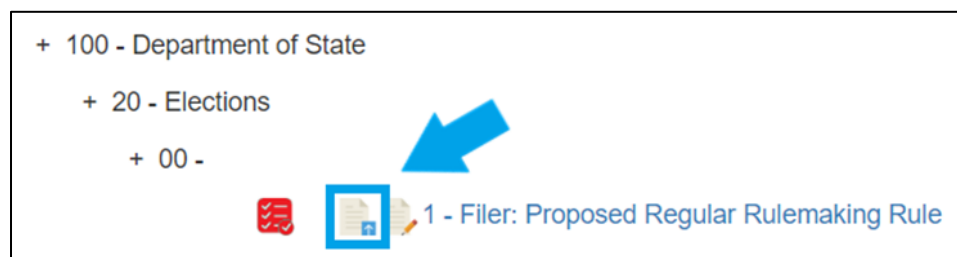 + 100 - Department of State
+ 20 - Elections
+ 00 -
1 - Filer: Proposed Regular Rulemaking Rule